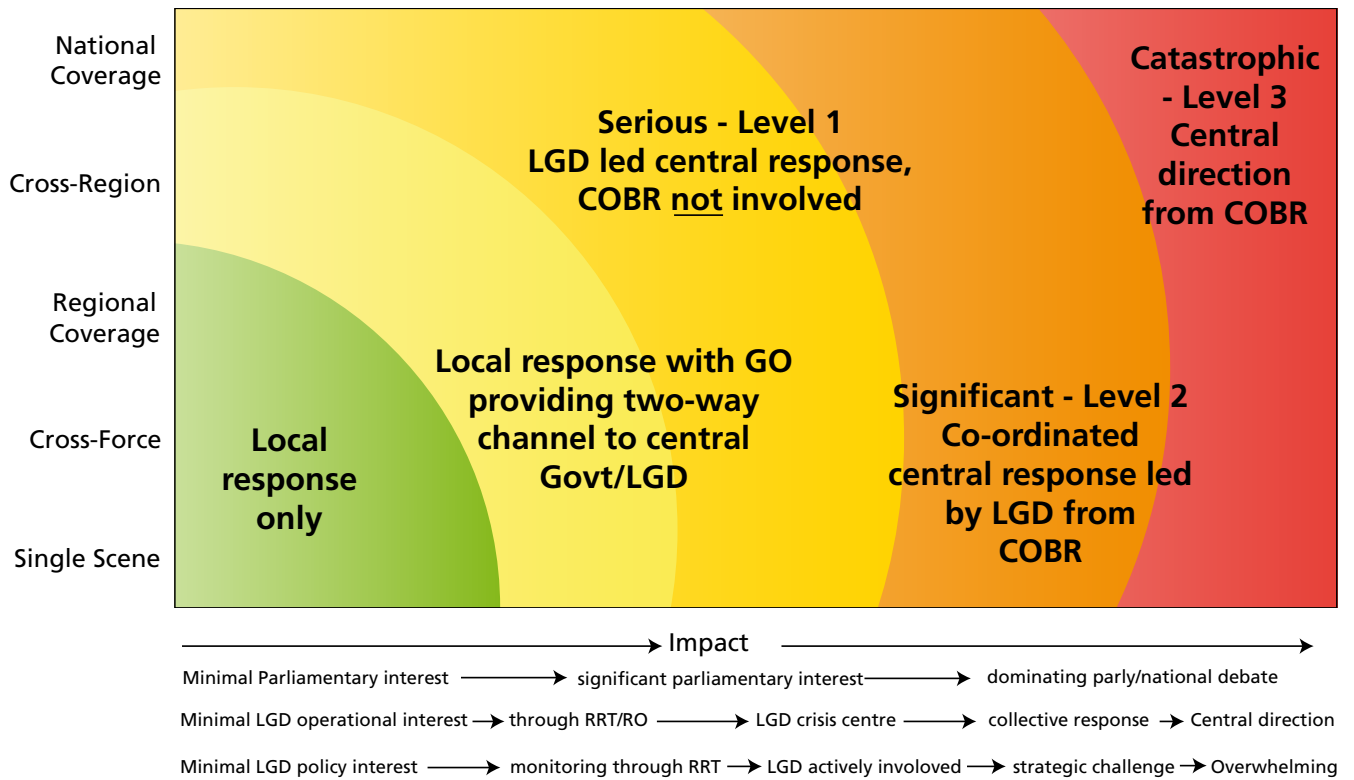 National
Coverage
Cross-Region
Regional
Coverage
Cross-Force
Single Scene
Local
response
only
Local response with GO
providing two-way
channel to central
Govt/LGD
Serious - Level 1
LGD led central response,
COBR not involved
Significant - Level 2
Co-ordinated
central response led
by LGD from
COBR
Catastrophic
- Level 3
Central
direction
from COBR
Impact
Minimal Parliamentary interest significant parliamentary interest dominating parly/national debate
Minimal LGD operational interest through RRT/RO LGD crisis centre collective response Central direction
Minimal LGD policy interest monitoring through RRT LGD actively involoved strategic challenge Overwhelming